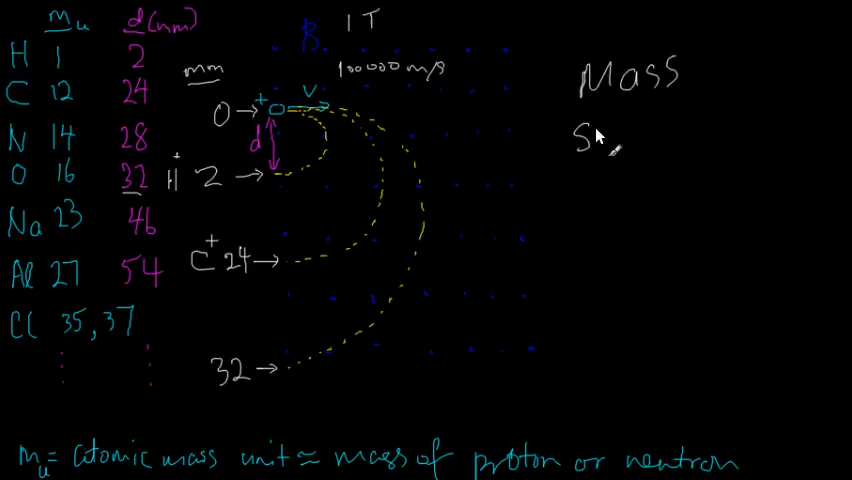 mu d(mm)
H 1 2
C 12 24
N 14 28
O 16 32
Na 23 46
Al 27 54
Cl 35, 37
B 1 T
100000 m/s
mm
0 + v
d
H+ 2
C+ 24
32
Mass
S
mu = atomic mass unit ≈ mass of proton or neutron